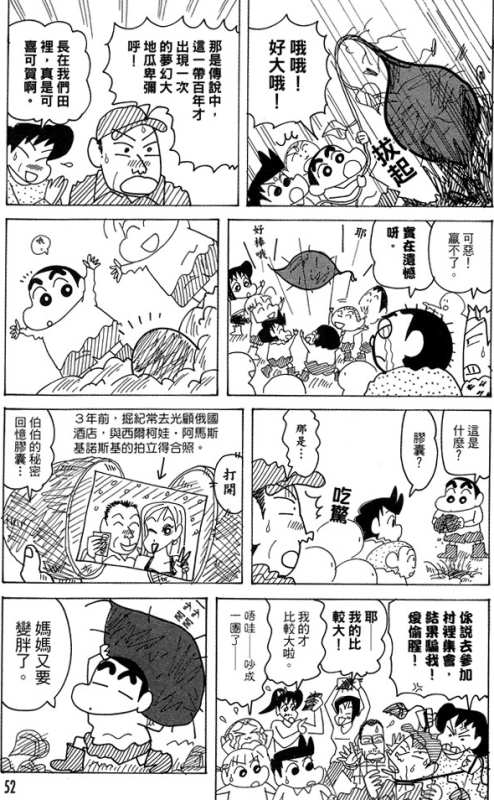 哦哦!
好大哦!
拔起
那是傳說中,
這一帶百年才
出現一次
的夢幻大
地瓜卑彌
呼!
長在我們田
裡,真是可
喜可賀啊。
可惡!
贏不了。
實在遺憾
呀。
耶
好棒哦
這是
什麼?
膠囊?
吃驚
那是…
打開
3年前,掘紀常去光顧俄國
酒店,與西爾柯娃·阿馬斯
基諾斯基的拍立得合照。
伯伯的秘密
回憶膠囊…
你說去參加
村裡集會,
結果騙我!
痠偷腥!
耶——
我的比
較大!
我的才
比較大啦。
唔哇——吵成
一團了——
媽媽又要
變胖了。
52